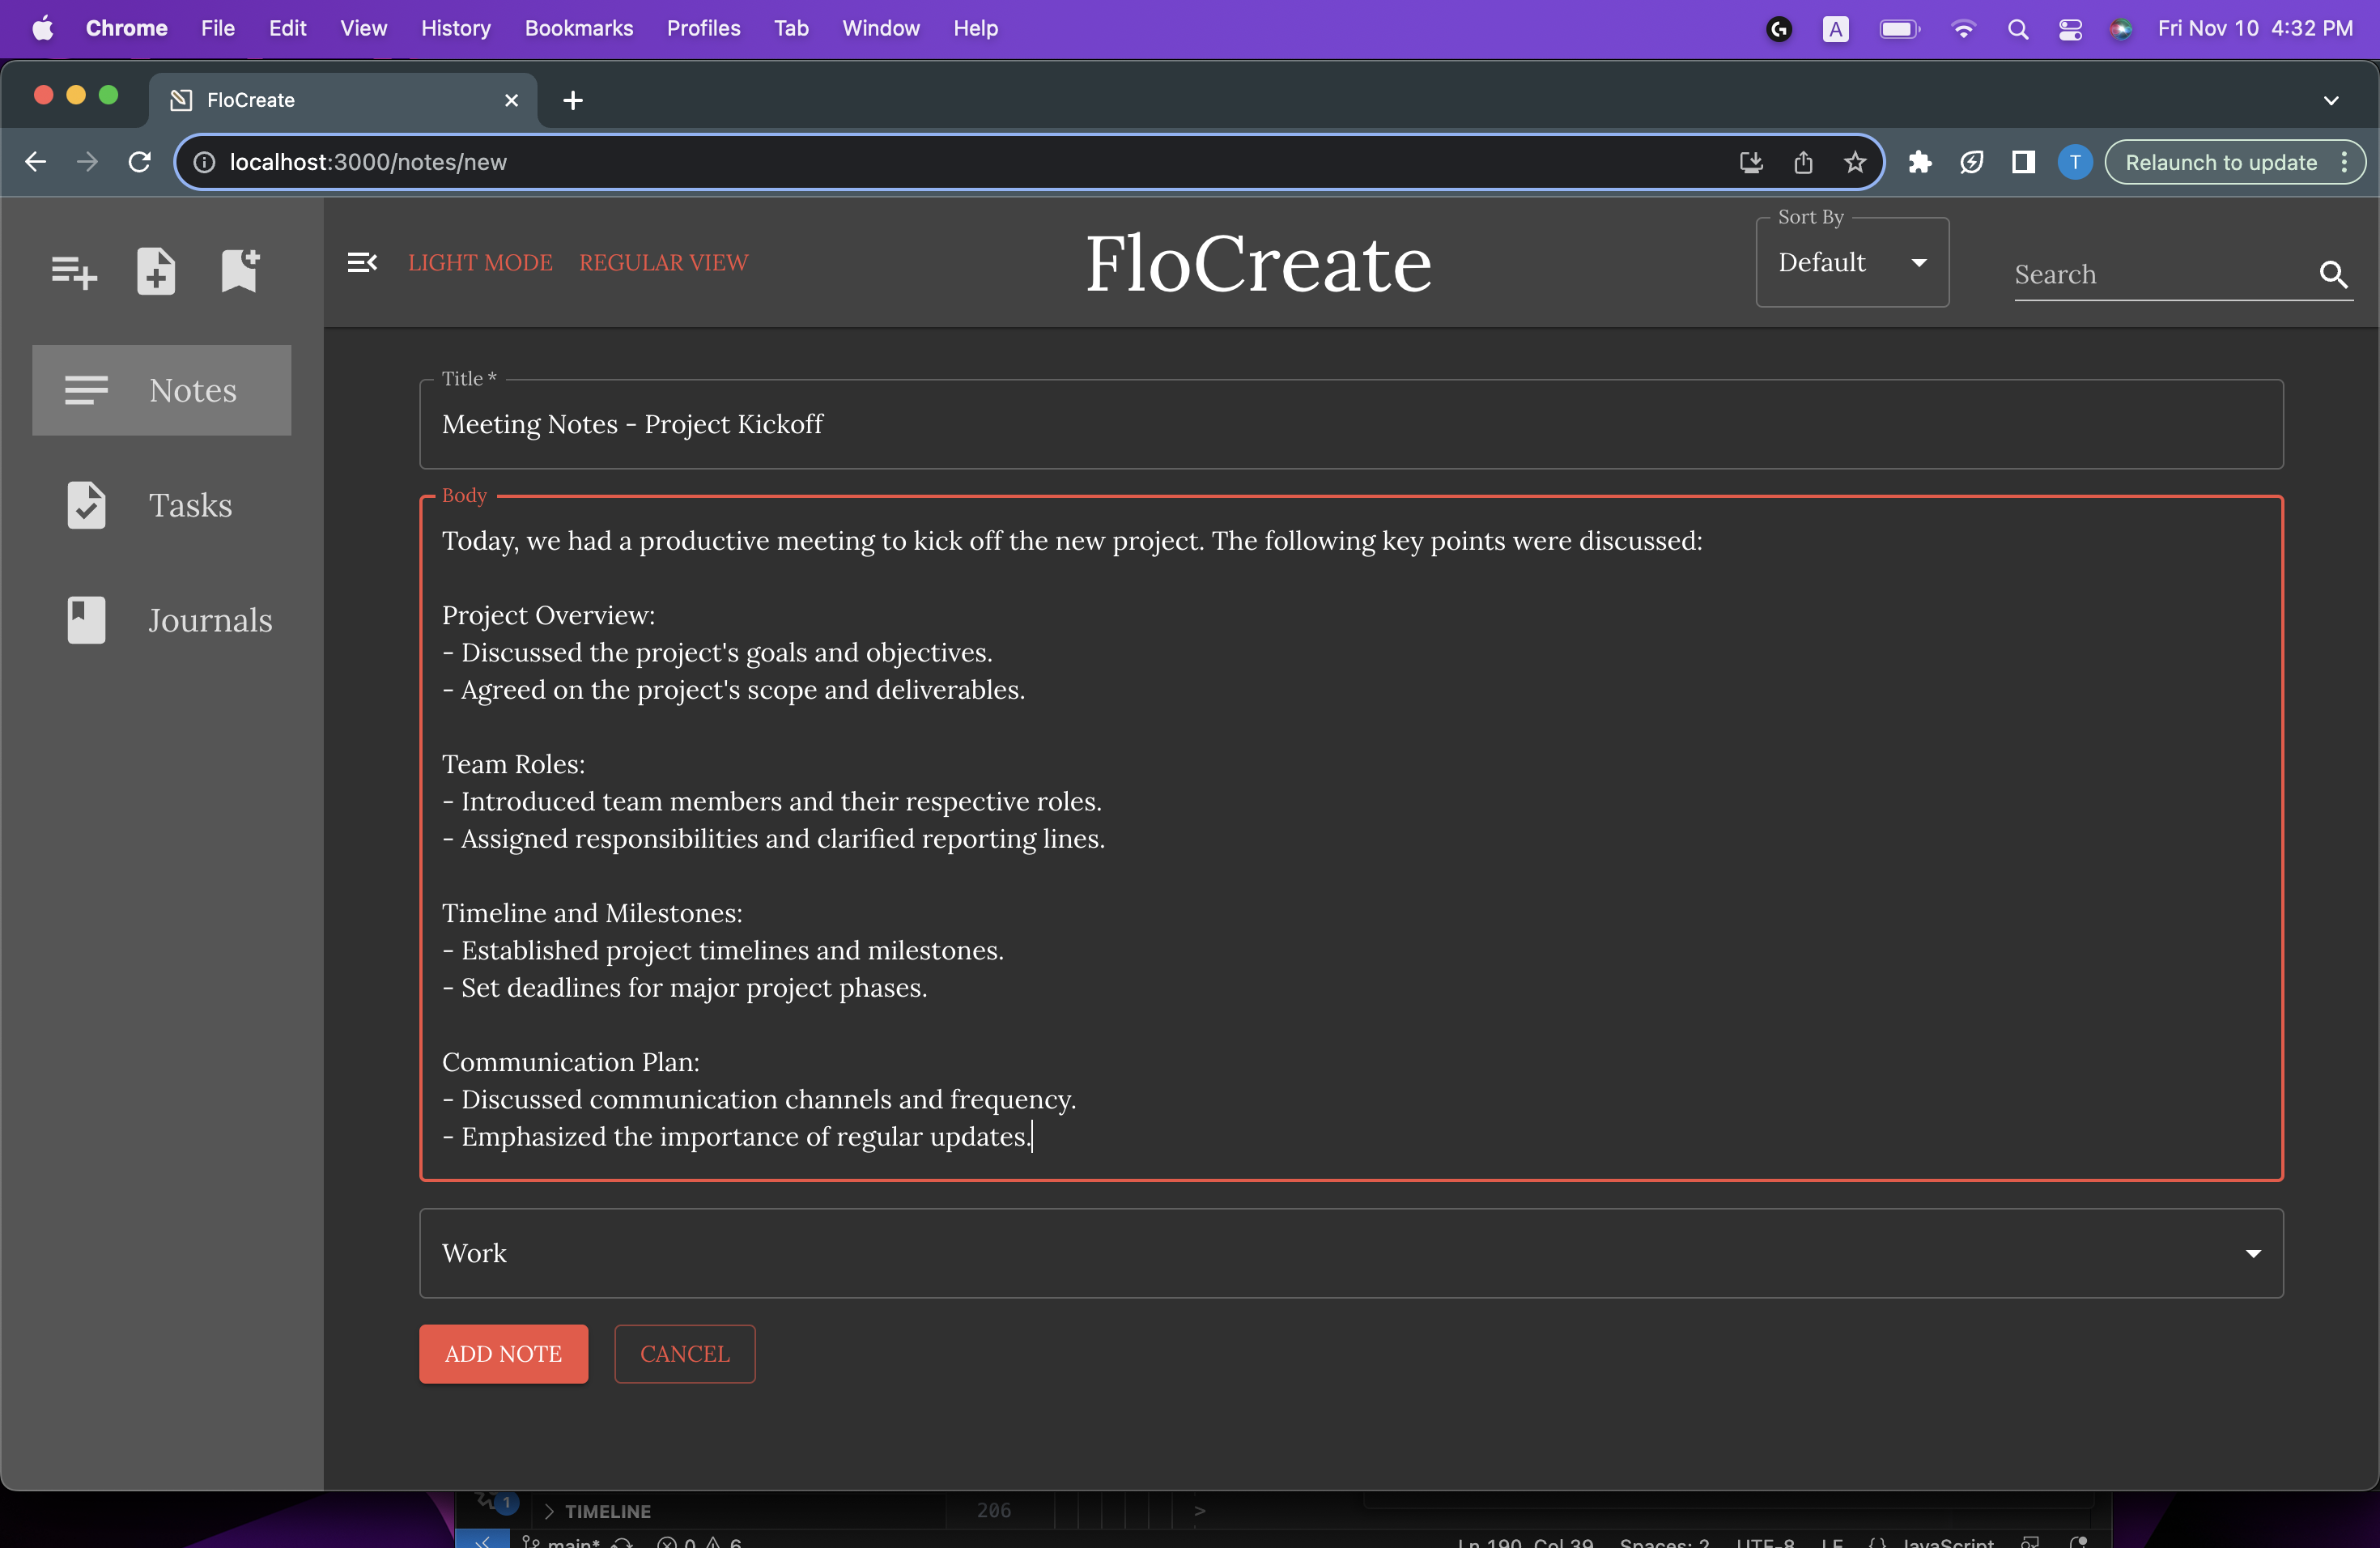 Chrome File Edit View History Bookmarks Profiles Tab Window Help A Fri Nov 10 4:32 PM
FloCreate
localhost:3000/notes/new T Relaunch to update
LIGHT MODE REGULAR VIEW FloCreate Sort By Default Search
Notes
Tasks
Journals
Title *
Meeting Notes - Project Kickoff
Body
Today, we had a productive meeting to kick off the new project. The following key points were discussed:
Project Overview:
- Discussed the project's goals and objectives.
- Agreed on the project's scope and deliverables.
Team Roles:
- Introduced team members and their respective roles.
- Assigned responsibilities and clarified reporting lines.
Timeline and Milestones:
- Established project timelines and milestones.
- Set deadlines for major project phases.
Communication Plan:
- Discussed communication channels and frequency.
- Emphasized the importance of regular updates.
Work
ADD NOTE CANCEL
1 > TIMELINE 206 >
main* 0 6 Ln 190, Col 39 Spaces: 2 UTF-8 LF {} JavaScript